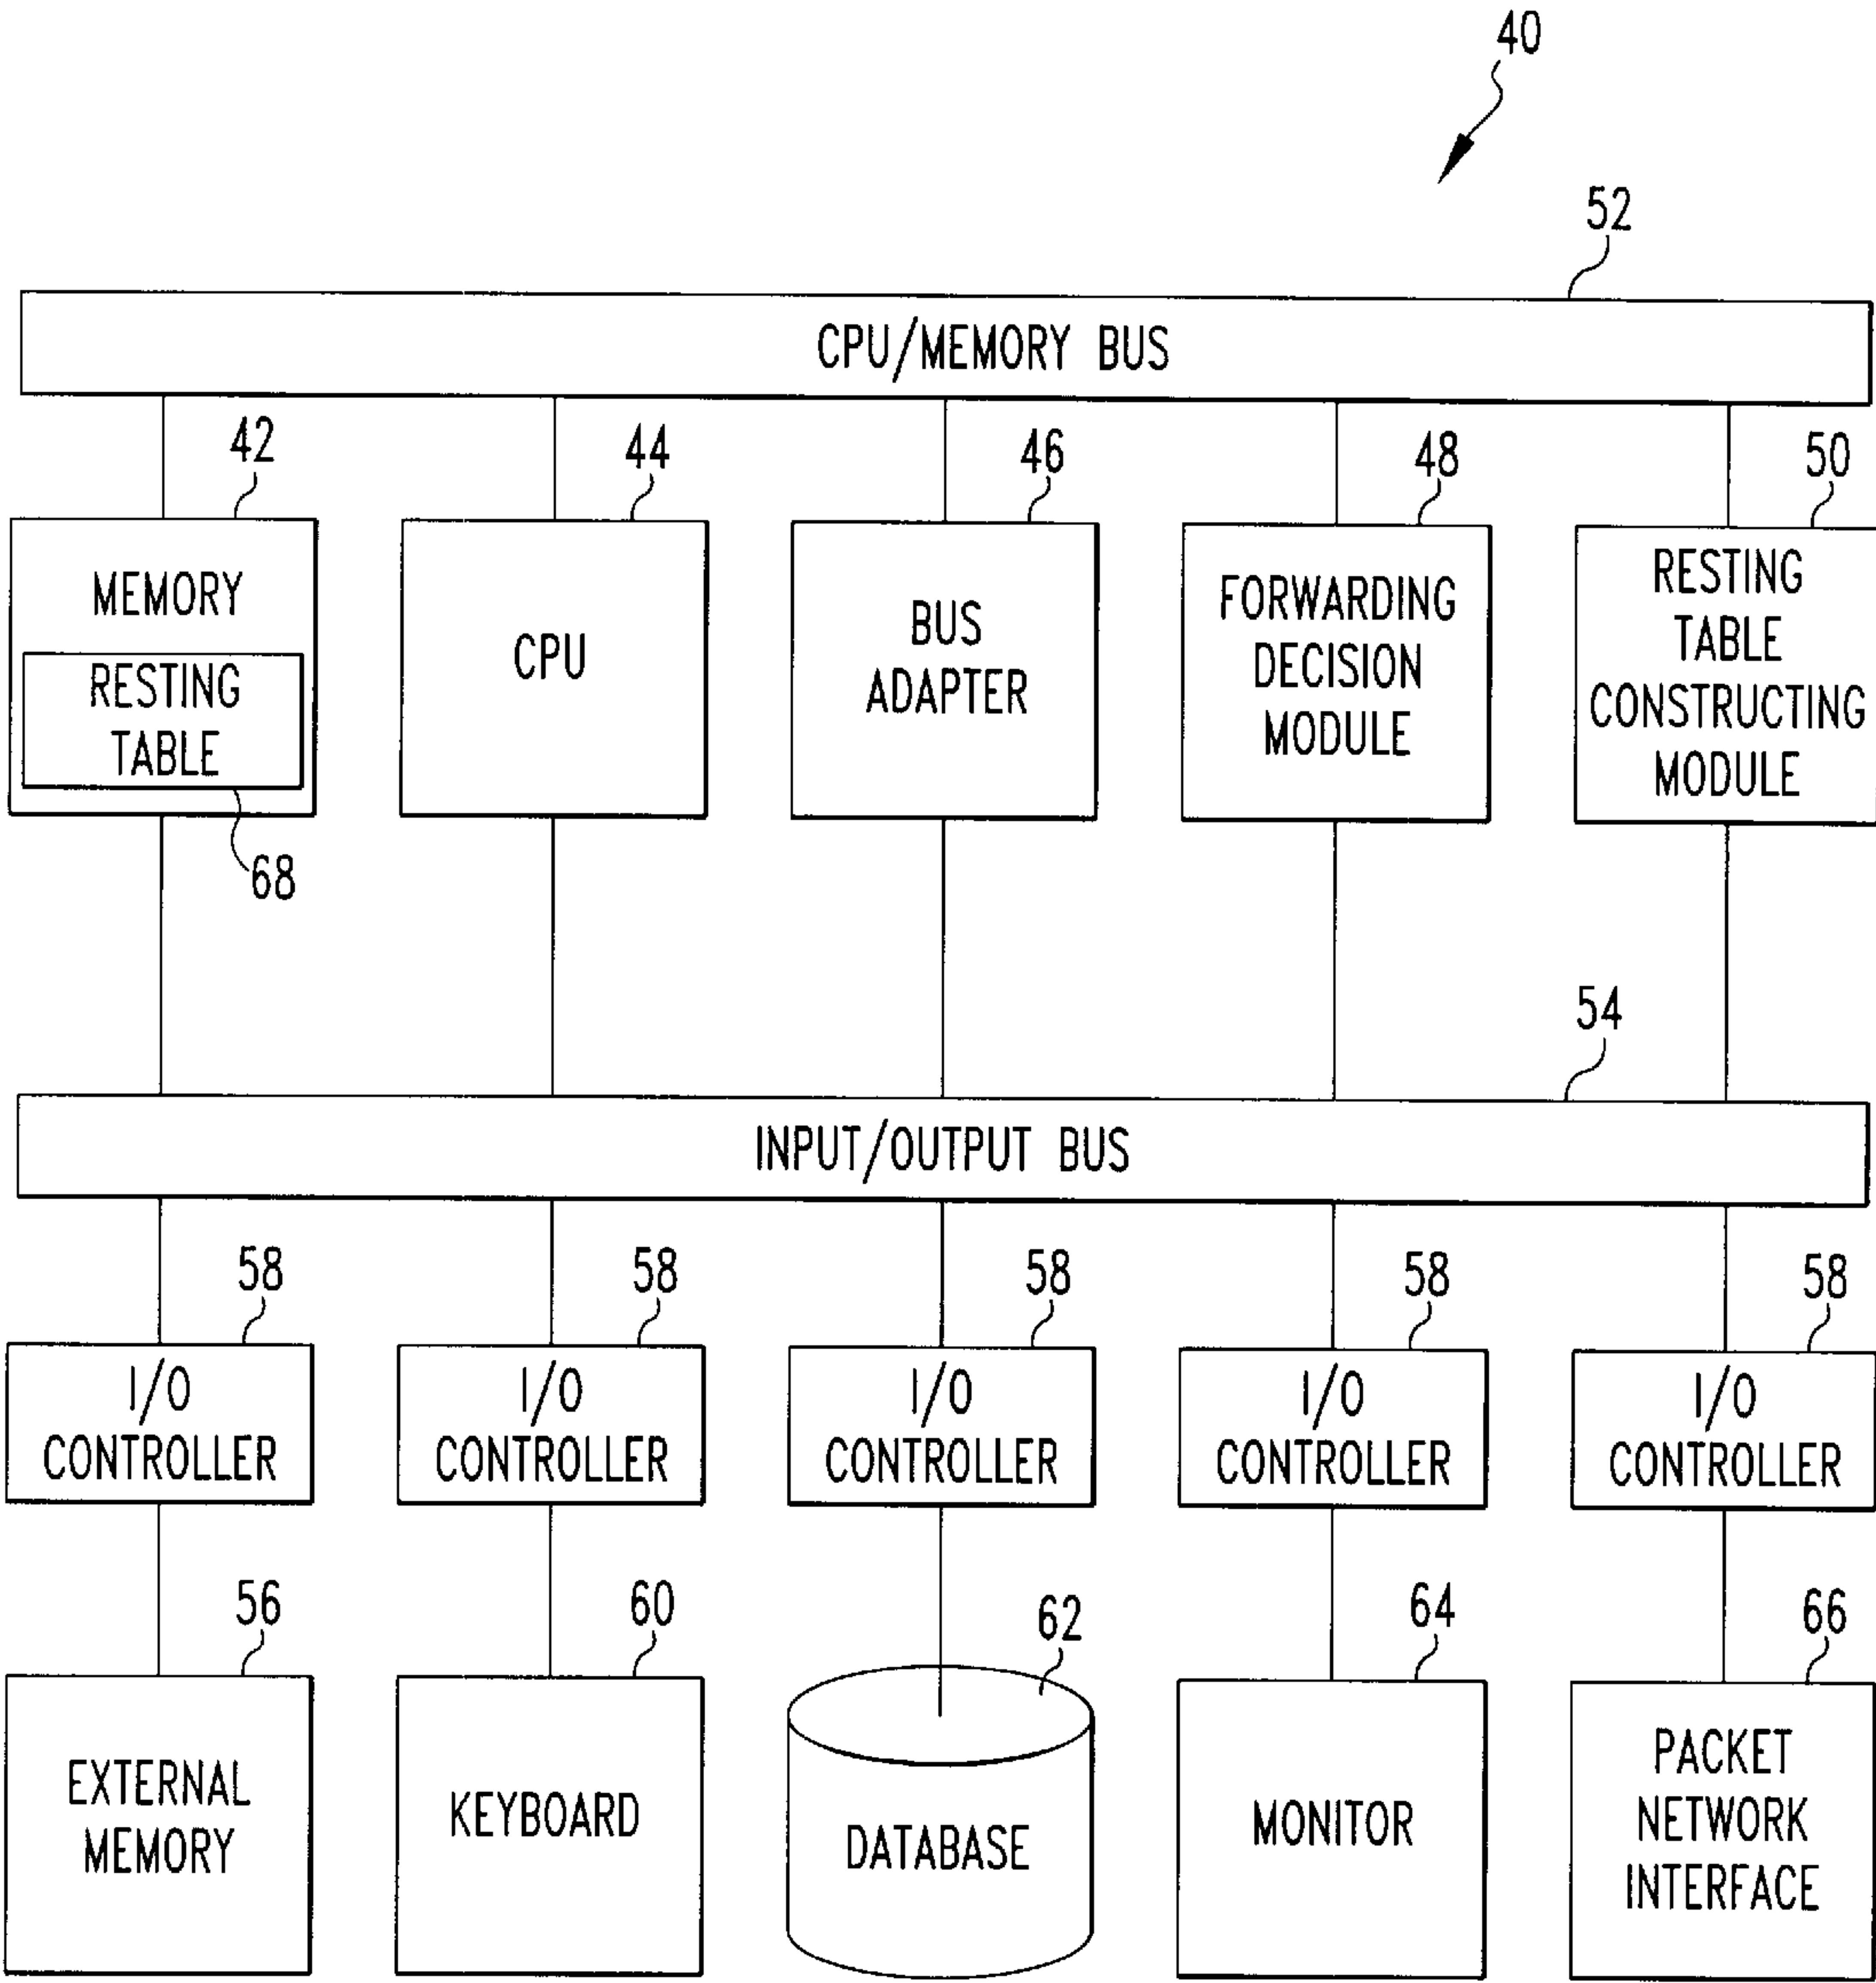 40
52
CPU/MEMORY BUS
42
44
46
48
50
MEMORY
RESTING
TABLE
68
CPU
BUS
ADAPTER
FORWARDING
DECISION
MODULE
RESTING
TABLE
CONSTRUCTING
MODULE
54
INPUT/OUTPUT BUS
58
58
58
58
58
I/O
CONTROLLER
I/O
CONTROLLER
I/O
CONTROLLER
I/O
CONTROLLER
I/O
CONTROLLER
56
60
62
64
66
EXTERNAL
MEMORY
KEYBOARD
DATABASE
MONITOR
PACKET
NETWORK
INTERFACE